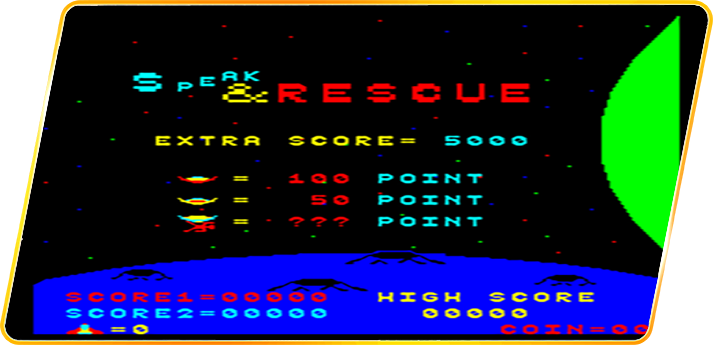 SPEAK
& RESCUE
EXTRA SCORE= 5000
= 100 POINT
= 50 POINT
= ??? POINT
SCORE1=00000 HIGH SCORE
SCORE2=00000 00000
=0 COIN=00